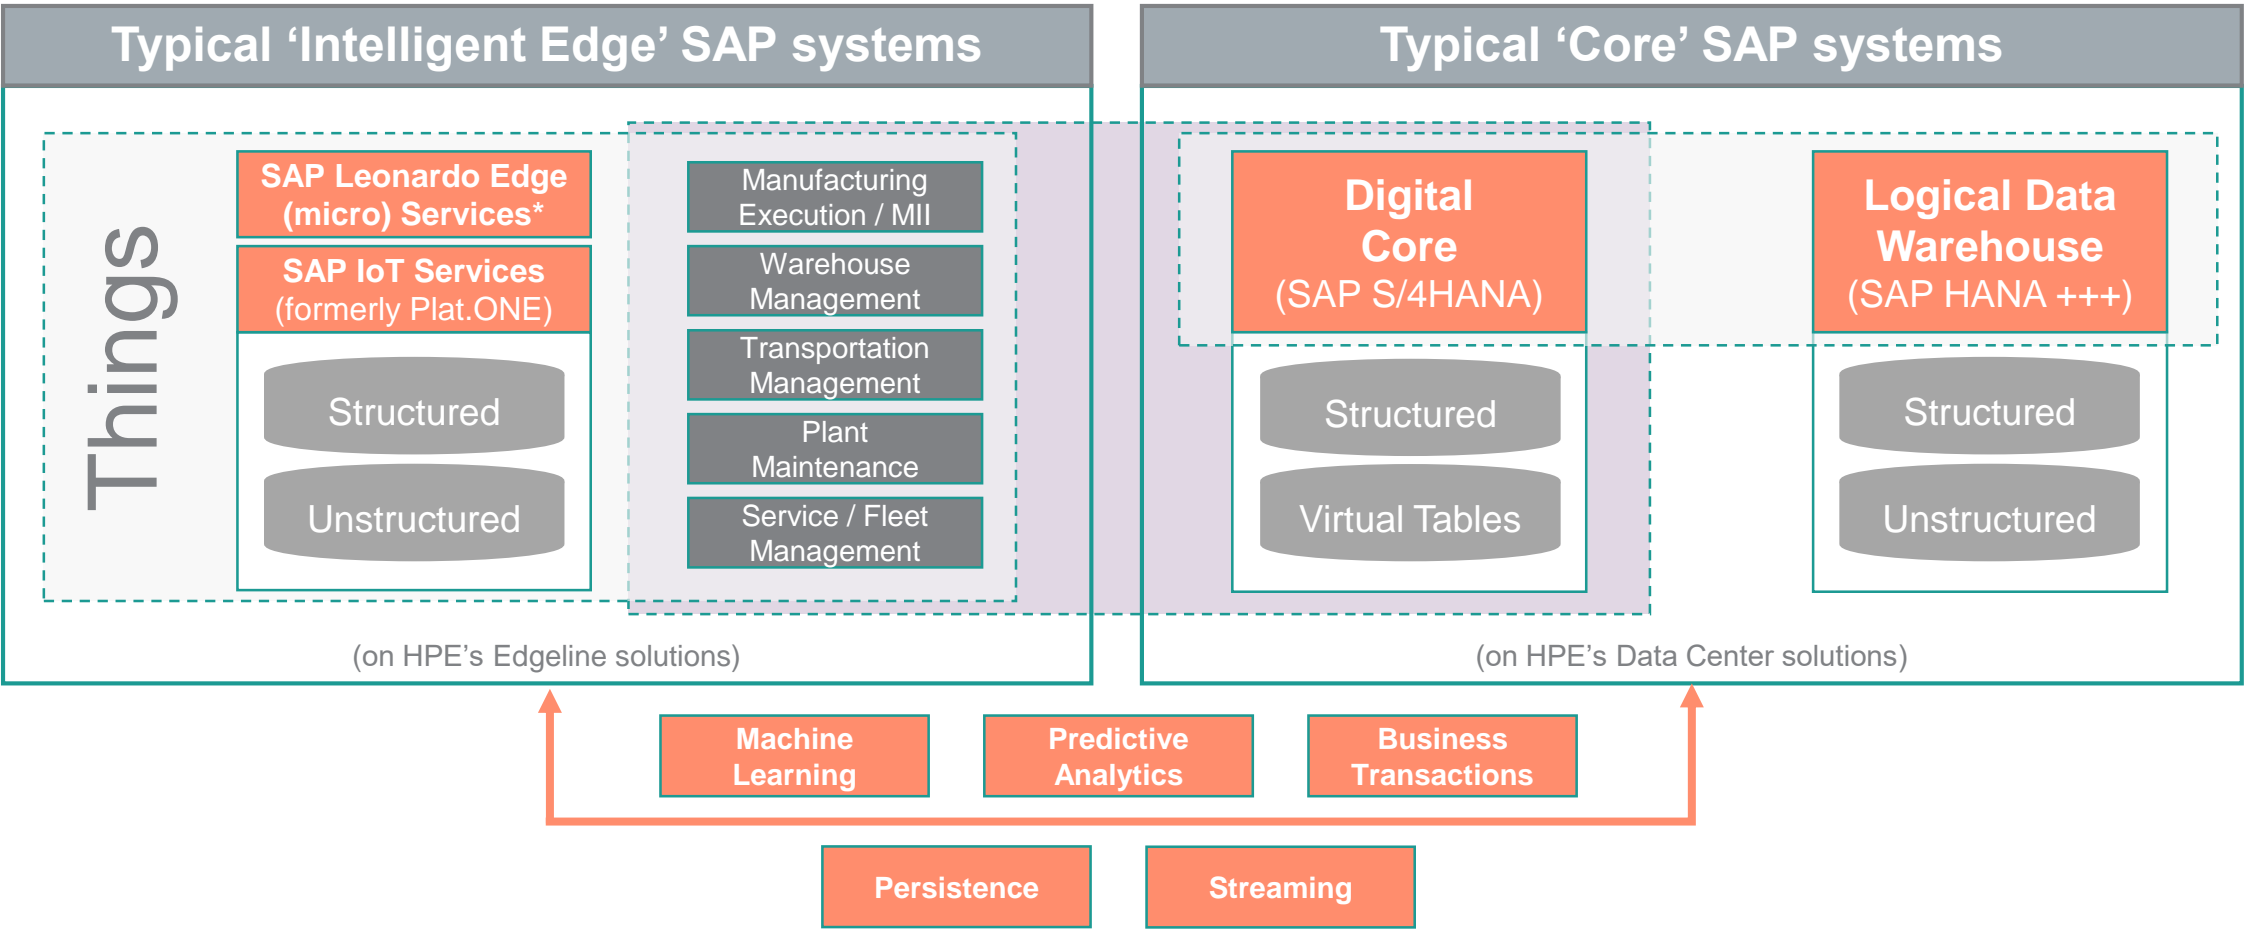 Typical ‘Intelligent Edge’ SAP systems
Things
SAP Leonardo Edge
(micro) Services*
SAP IoT Services
(formerly Plat.ONE)
Structured
Unstructured
Manufacturing
Execution / MII
Warehouse
Management
Transportation
Management
Plant
Maintenance
Service / Fleet
Management
(on HPE’s Edgeline solutions)
Typical ‘Core’ SAP systems
Digital
Core
(SAP S/4HANA)
Structured
Virtual Tables
Logical Data
Warehouse
(SAP HANA +++)
Structured
Unstructured
(on HPE’s Data Center solutions)
Machine
Learning
Predictive
Analytics
Business
Transactions
Persistence
Streaming